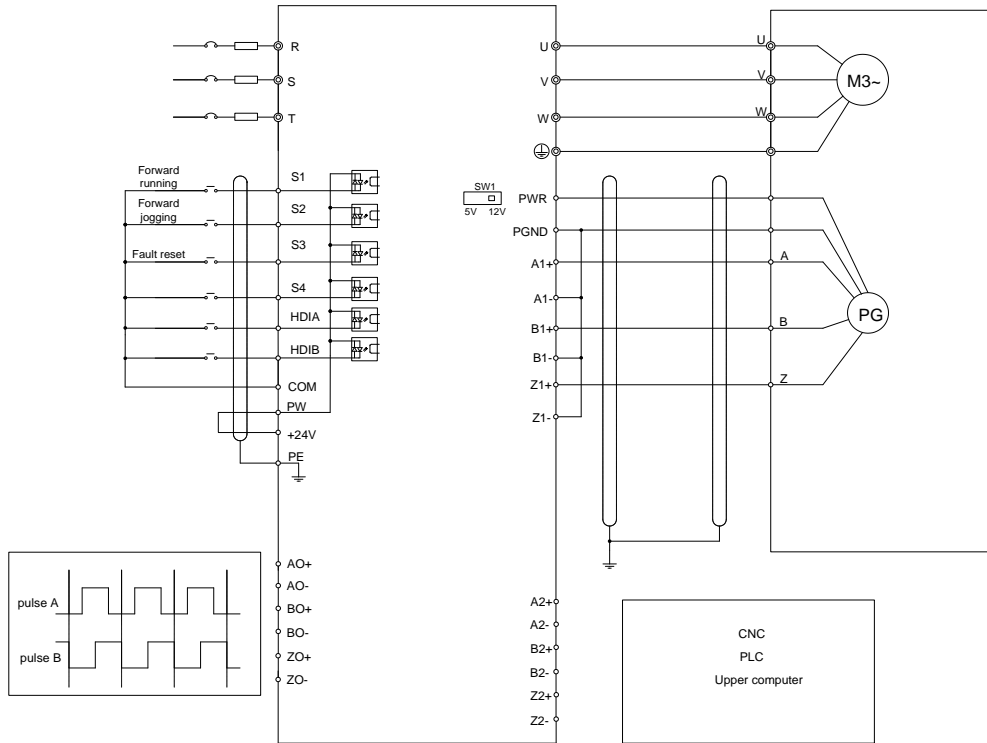 R
S
T
U
V
W
U
V
W
M3~
Forward
running
S1
Forward
jogging
S2
Fault reset
S3
S4
HDIA
HDIB
COM
PW
+24V
PE
SW1
5V 12V
PWR
PGND
A1+
A1-
B1+
B1-
Z1+
Z1-
A
B
Z
PG
pulse A
pulse B
AO+
AO-
BO+
BO-
ZO+
ZO-
A2+
A2-
B2+
B2-
Z2+
Z2-
CNC
PLC
Upper computer